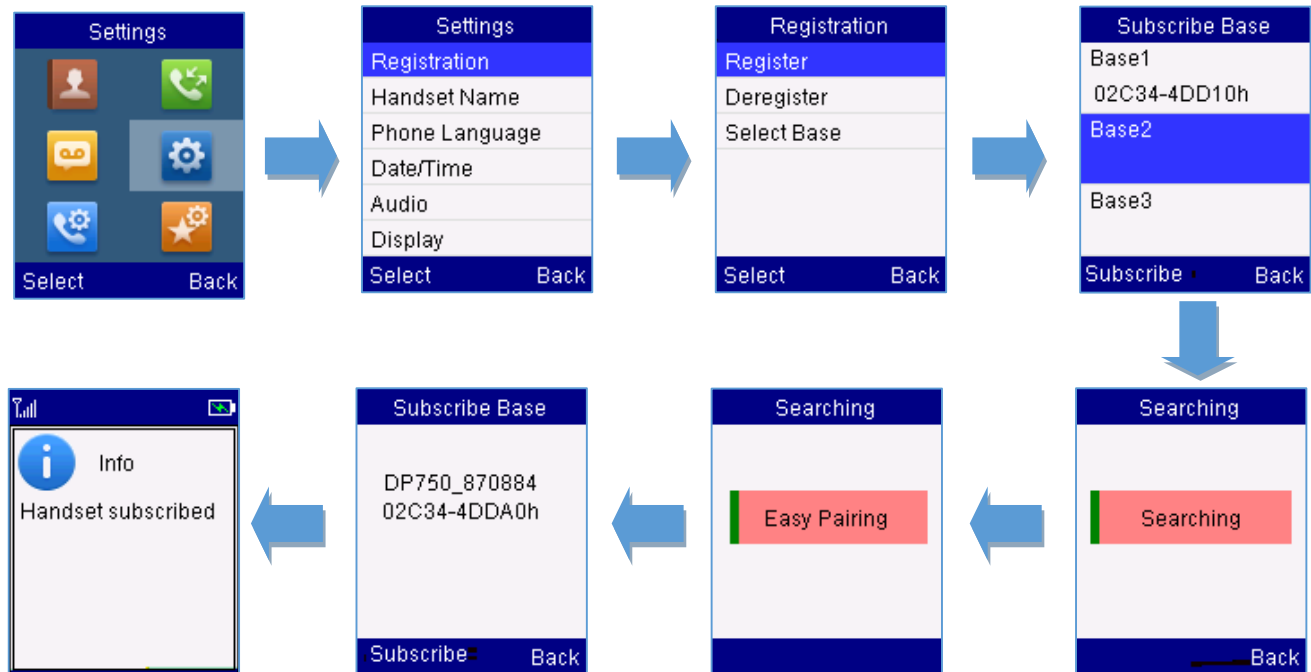 Settings
Select Back
Settings
Registration
Handset Name
Phone Language
Date/Time
Audio
Display
Select Back
Registration
Register
Deregister
Select Base
Select Back
Subscribe Base
Base1
02C34-4DD10h
Base2
Base3
Subscribe Back
Searching
Searching
Back
Searching
Easy Pairing
Subscribe Base
DP750_870884
02C34-4DDA0h
Subscribe Back
Info
Handset subscribed